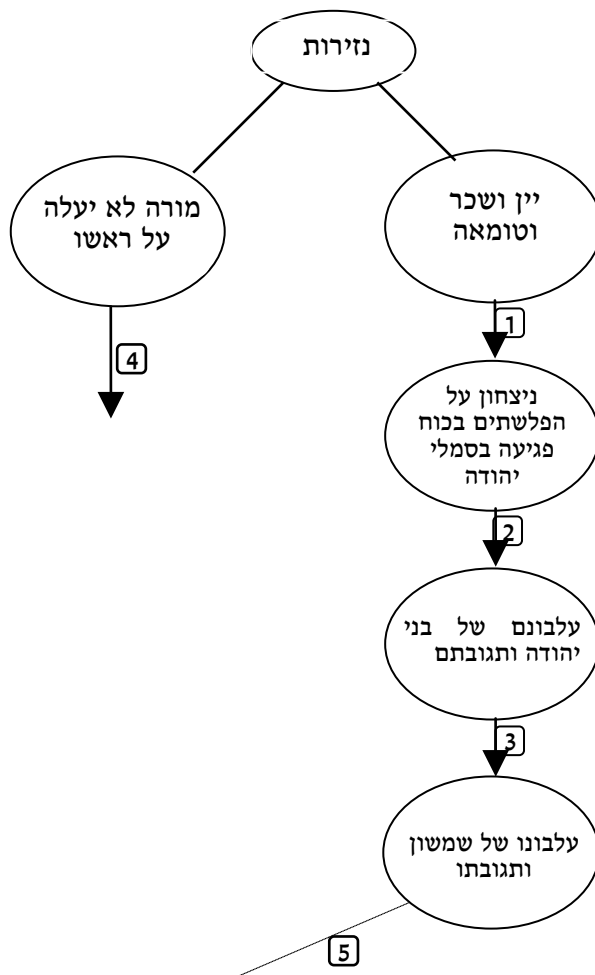 נזירות
יין ושכר
וטומאה
מורה לא יעלה
על ראשו
1
4
ניצחון על
הפלשתים בכוח
פגיעה בסמלי
יהודה
2
עלבונם של בני
יהודה ותגובתם
3
עלבונו של שמשון
ותגובתו
5